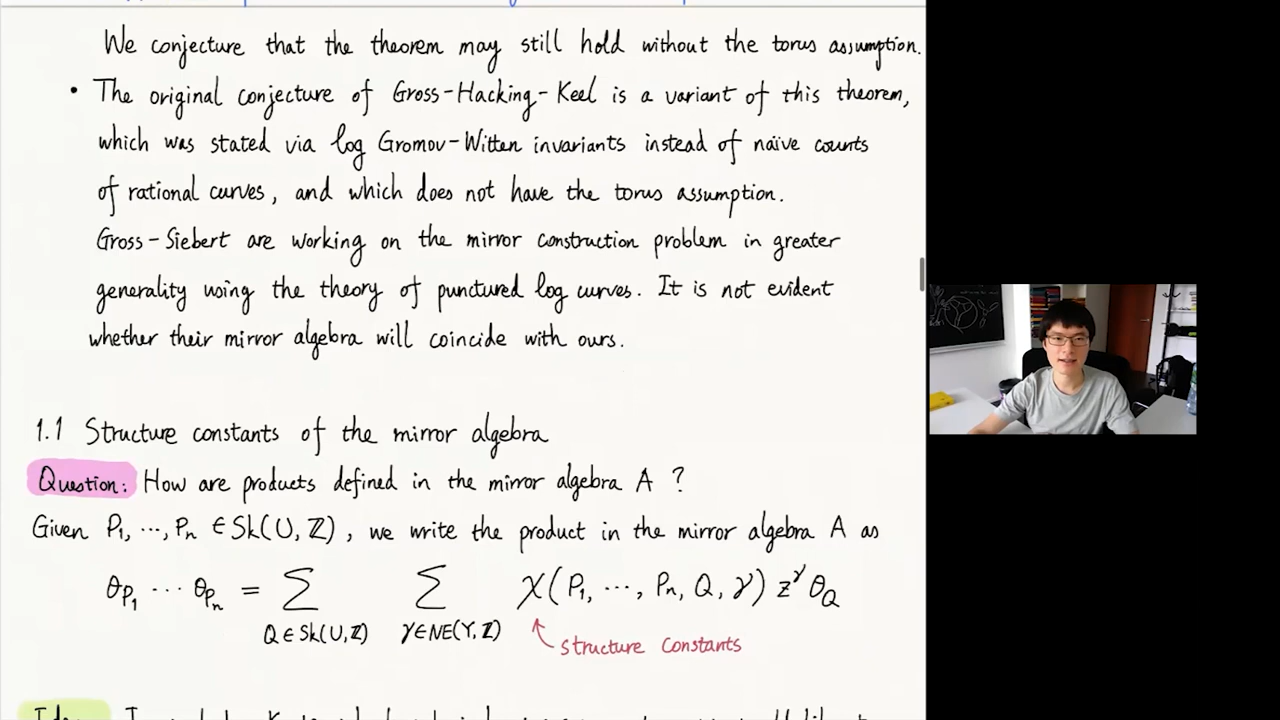 We conjecture that the theorem may still hold without the torus assumption.
• The original conjecture of Gross-Hacking-Keel is a variant of this theorem,
which was stated via log Gromov-Witten invariants instead of naïve counts
of rational curves, and which does not have the torus assumption.
Gross-Siebert are working on the mirror construction problem in greater
generality using the theory of punctured log curves. It is not evident
whether their mirror algebra will coincide with ours.
1.1 Structure constants of the mirror algebra
Question: How are products defined in the mirror algebra A ?
Given P₁, ⋯, Pₙ ∈ Sk(U, ℤ), we write the product in the mirror algebra A as
θ_{P₁} ⋯ θ_{Pₙ} = ∑_{Q∈Sk(U,ℤ)} ∑_{γ∈NE(Y,ℤ)} χ(P₁, ⋯, Pₙ, Q, γ) z^γ θ_Q
structure constants